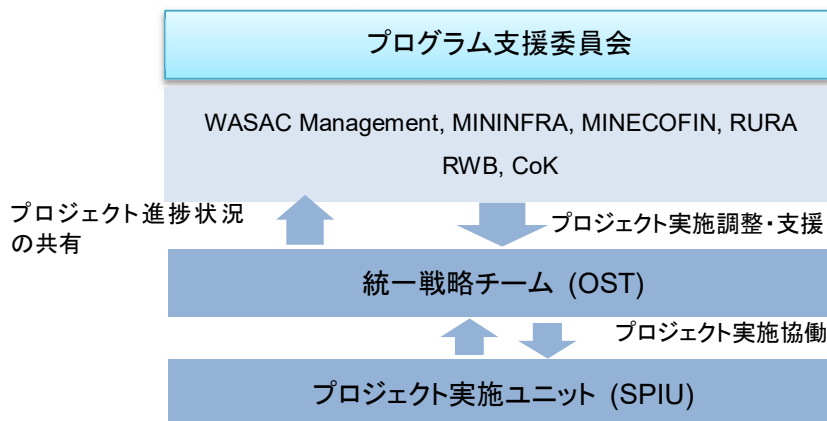 プログラム支援委員会
WASAC Management, MININFRA, MINECOFIN, RURA
RWB, CoK
プロジェクト進捗状況
の共有
プロジェクト実施調整・支援
統一戦略チーム (OST)
プロジェクト実施協働
プロジェクト実施ユニット (SPIU)